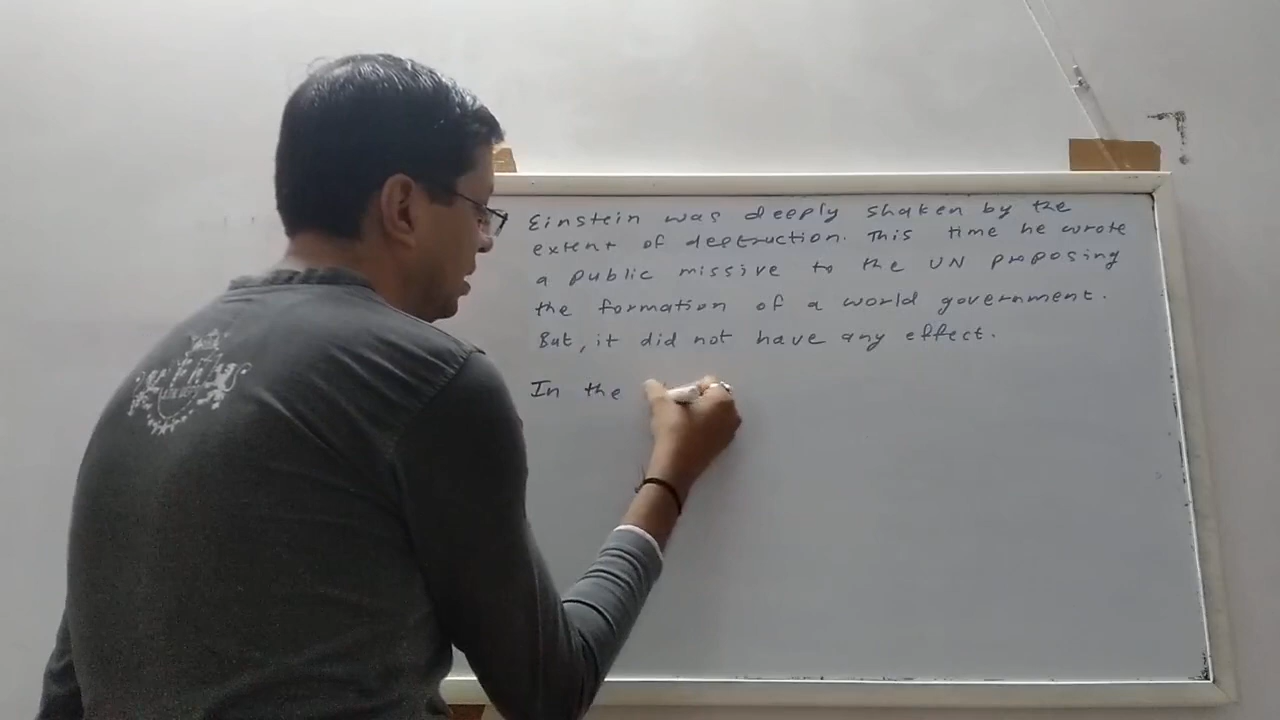 Einstein was deeply shaken by the
extent of destruction. This time he wrote
a public missive to the UN proposing
the formation of a world government.
But, it did not have any effect.
In the